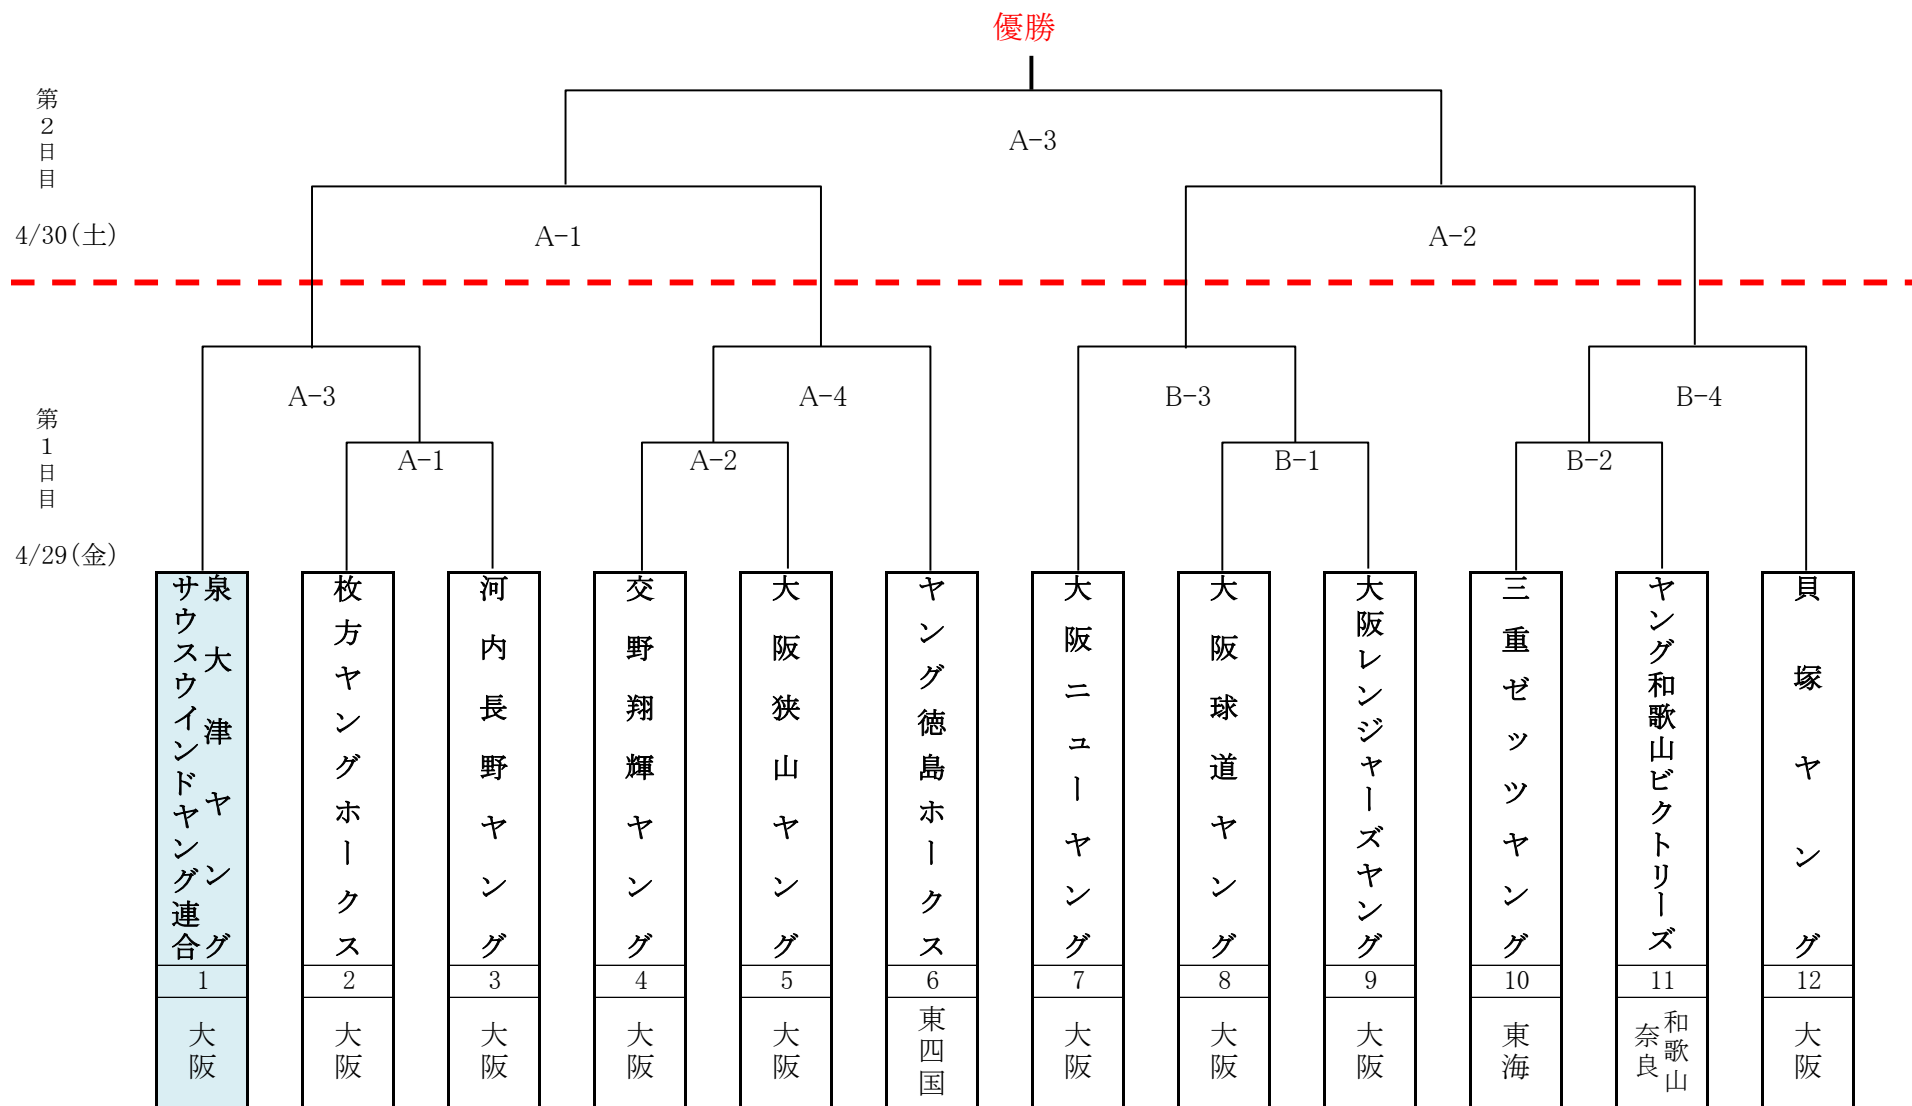 優勝
第2日目
4/30(土)
A-3
A-1
A-2
第1日目
4/29(金)
A-3
A-4
B-3
B-4
A-1
A-2
B-1
B-2
泉大津ヤング
サウスウインドヤング連合
1
大阪
枚方ヤングホークス
2
大阪
河内長野ヤング
3
大阪
交野翔輝ヤング
4
大阪
大阪狭山ヤング
5
大阪
ヤング徳島ホークス
6
東四国
大阪ニューヤング
7
大阪
大阪球道ヤング
8
大阪
大阪レンジャーズヤング
9
大阪
三重ゼッツヤング
10
東海
ヤング和歌山ビクトリーズ
11
和歌山
奈良
貝塚ヤング
12
大阪